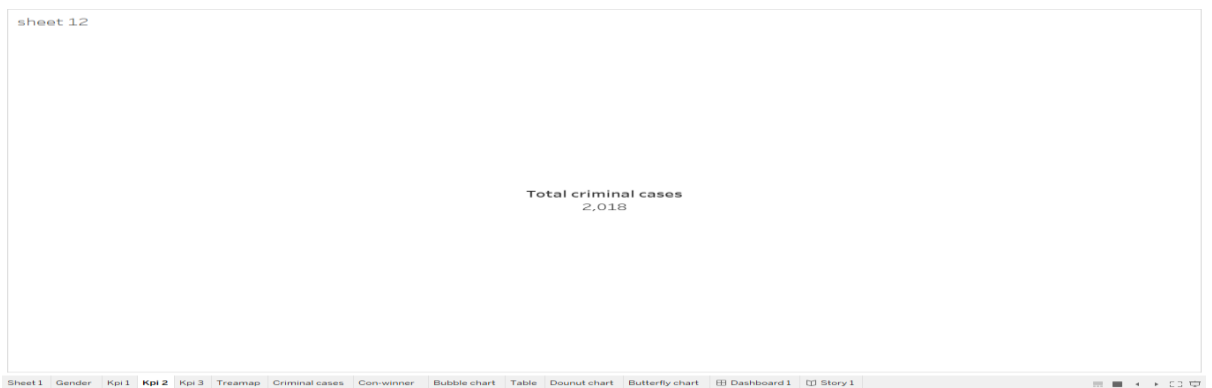 sheet 12
Total criminal cases
2,018
Sheet 1 Gender Kpi 1 Kpi 2 Kpi 3 Treamap Criminal cases Con-winner Bubble chart Table Dounut chart Butterfly chart Dashboard 1 Story 1